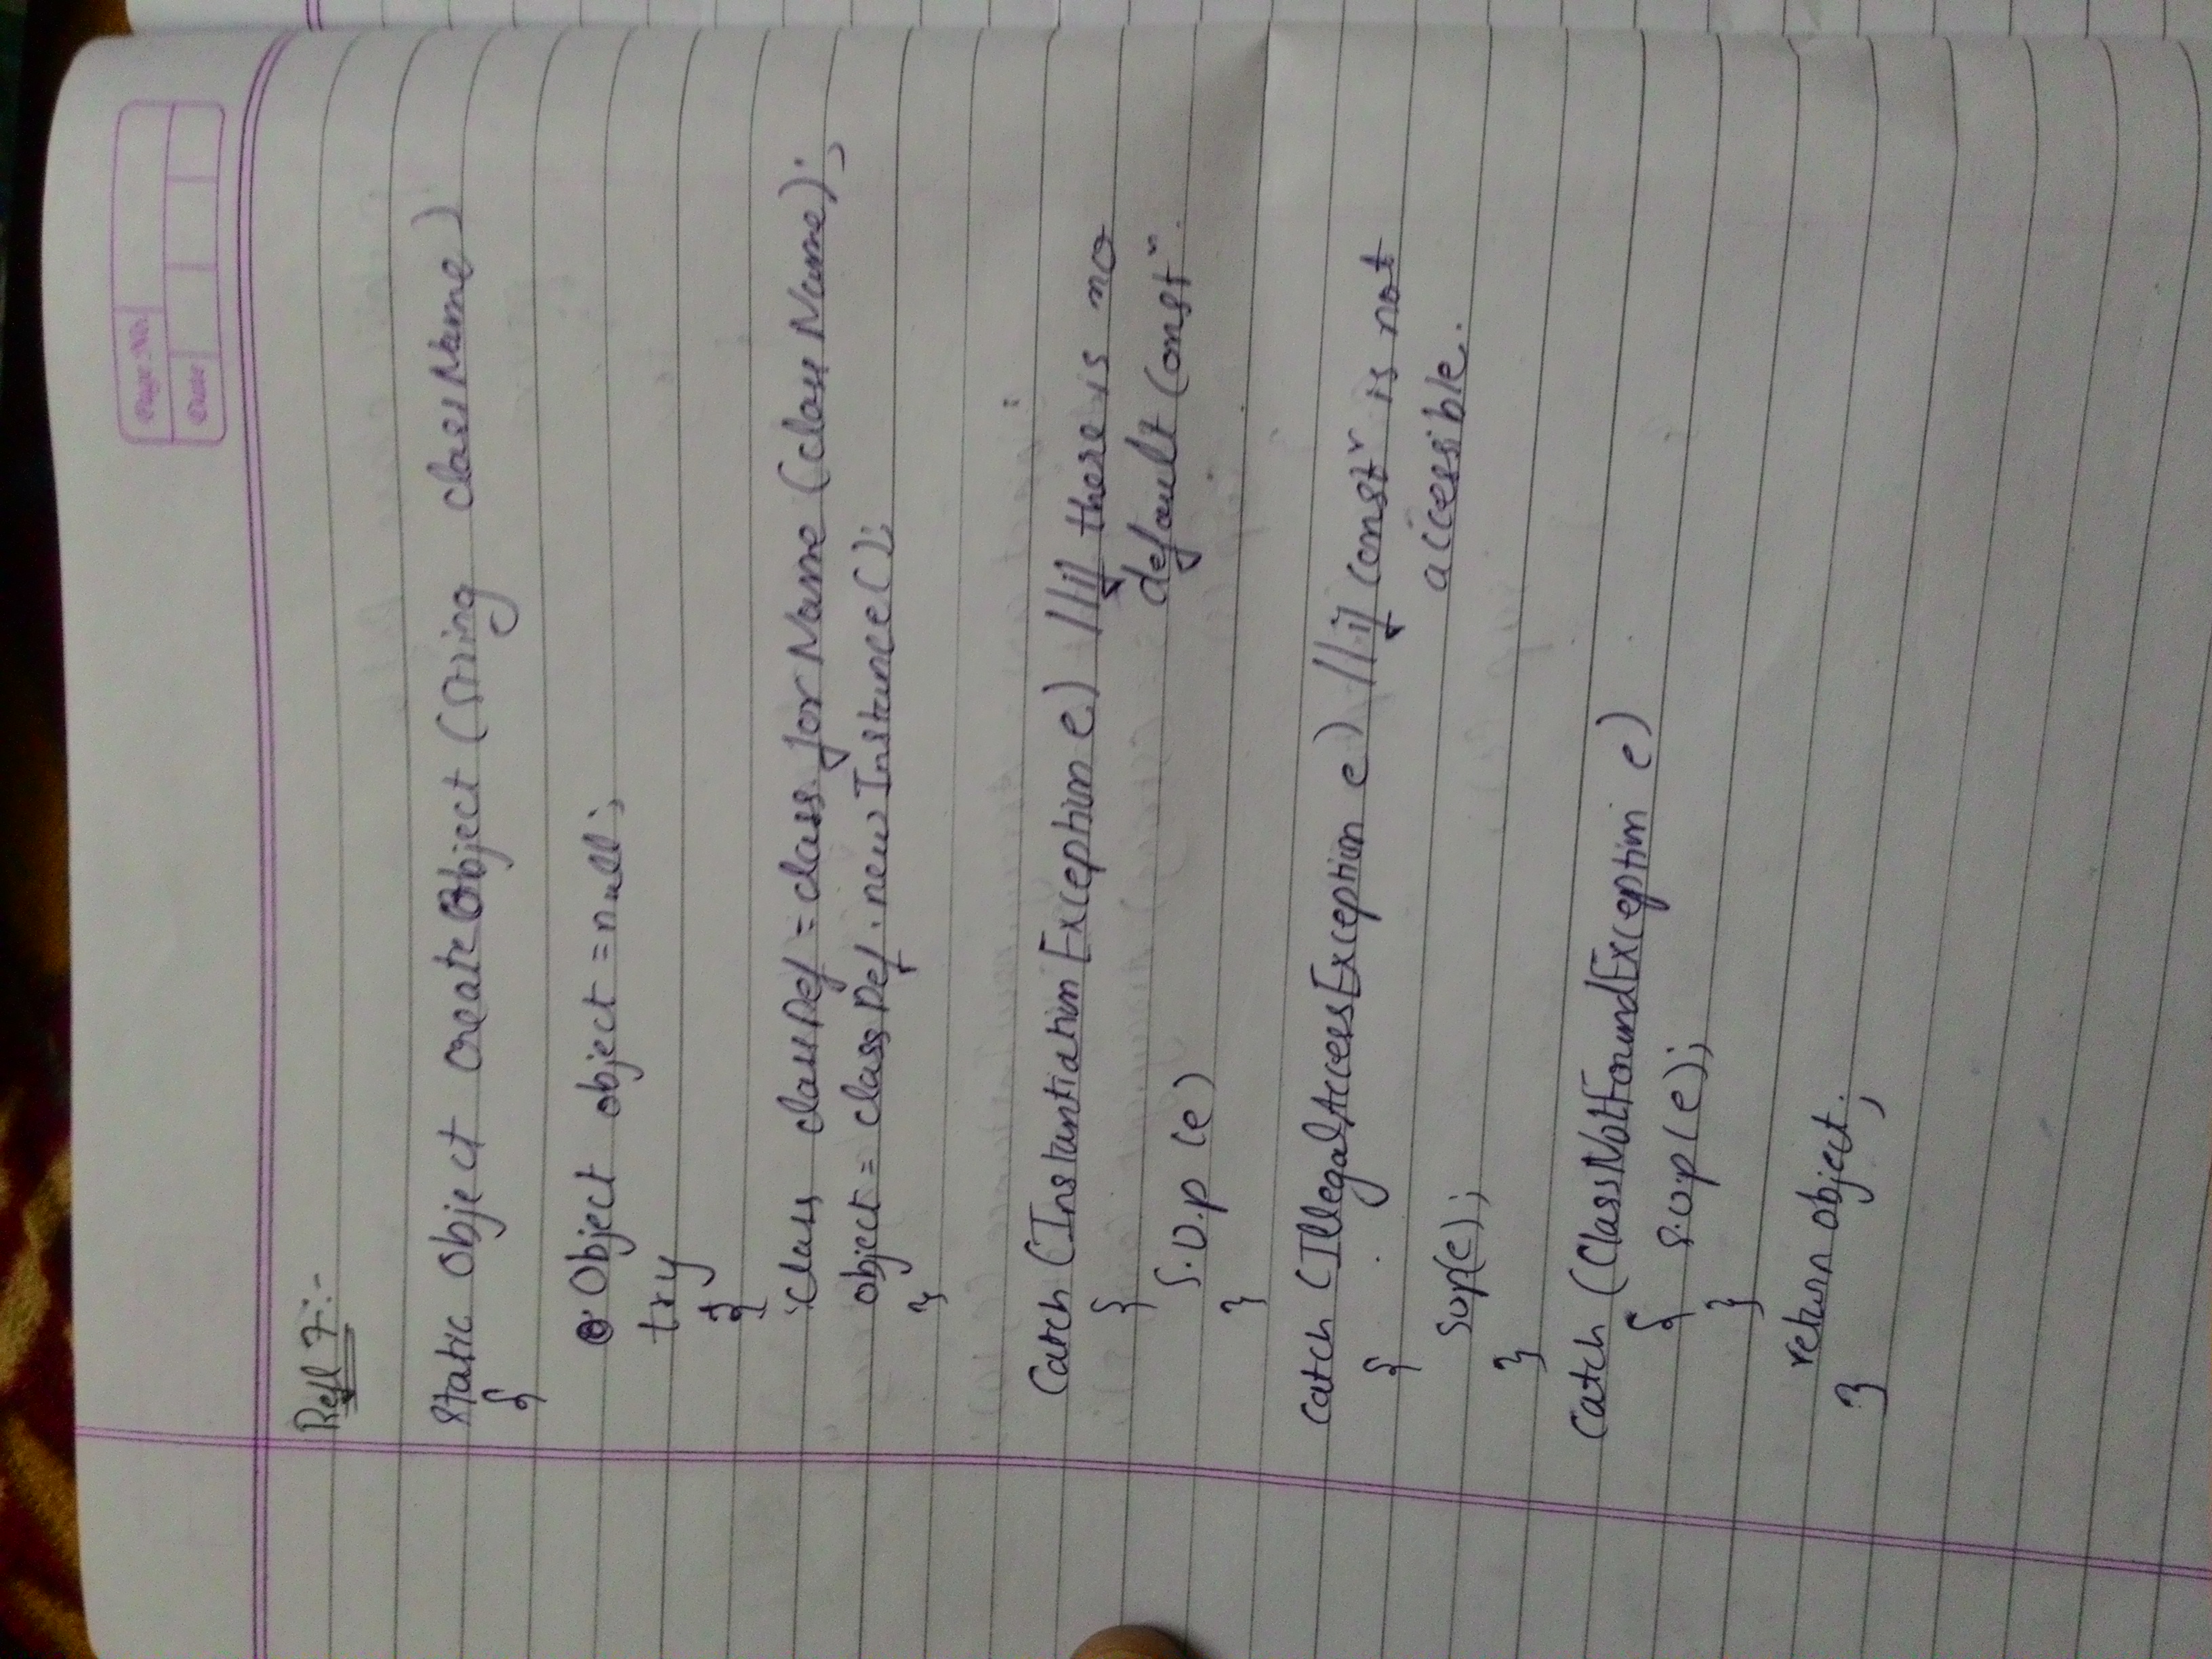 Page No.
Date
Refl 7:-
static Object createObject (String className)
{
Object object = null;
try
{
Class classDef = class.forName (className);
object = classDef.newInstance();
}
Catch (InstantiationException e) //if there is no
{
default Constr.
S.O.p (e)
}
catch (IllegalAccessException e) //if constr is not
{
accessible.
sop(e);
}
Catch (ClassNotFoundException e)
{ s.o.p(e);
}
return object;
}